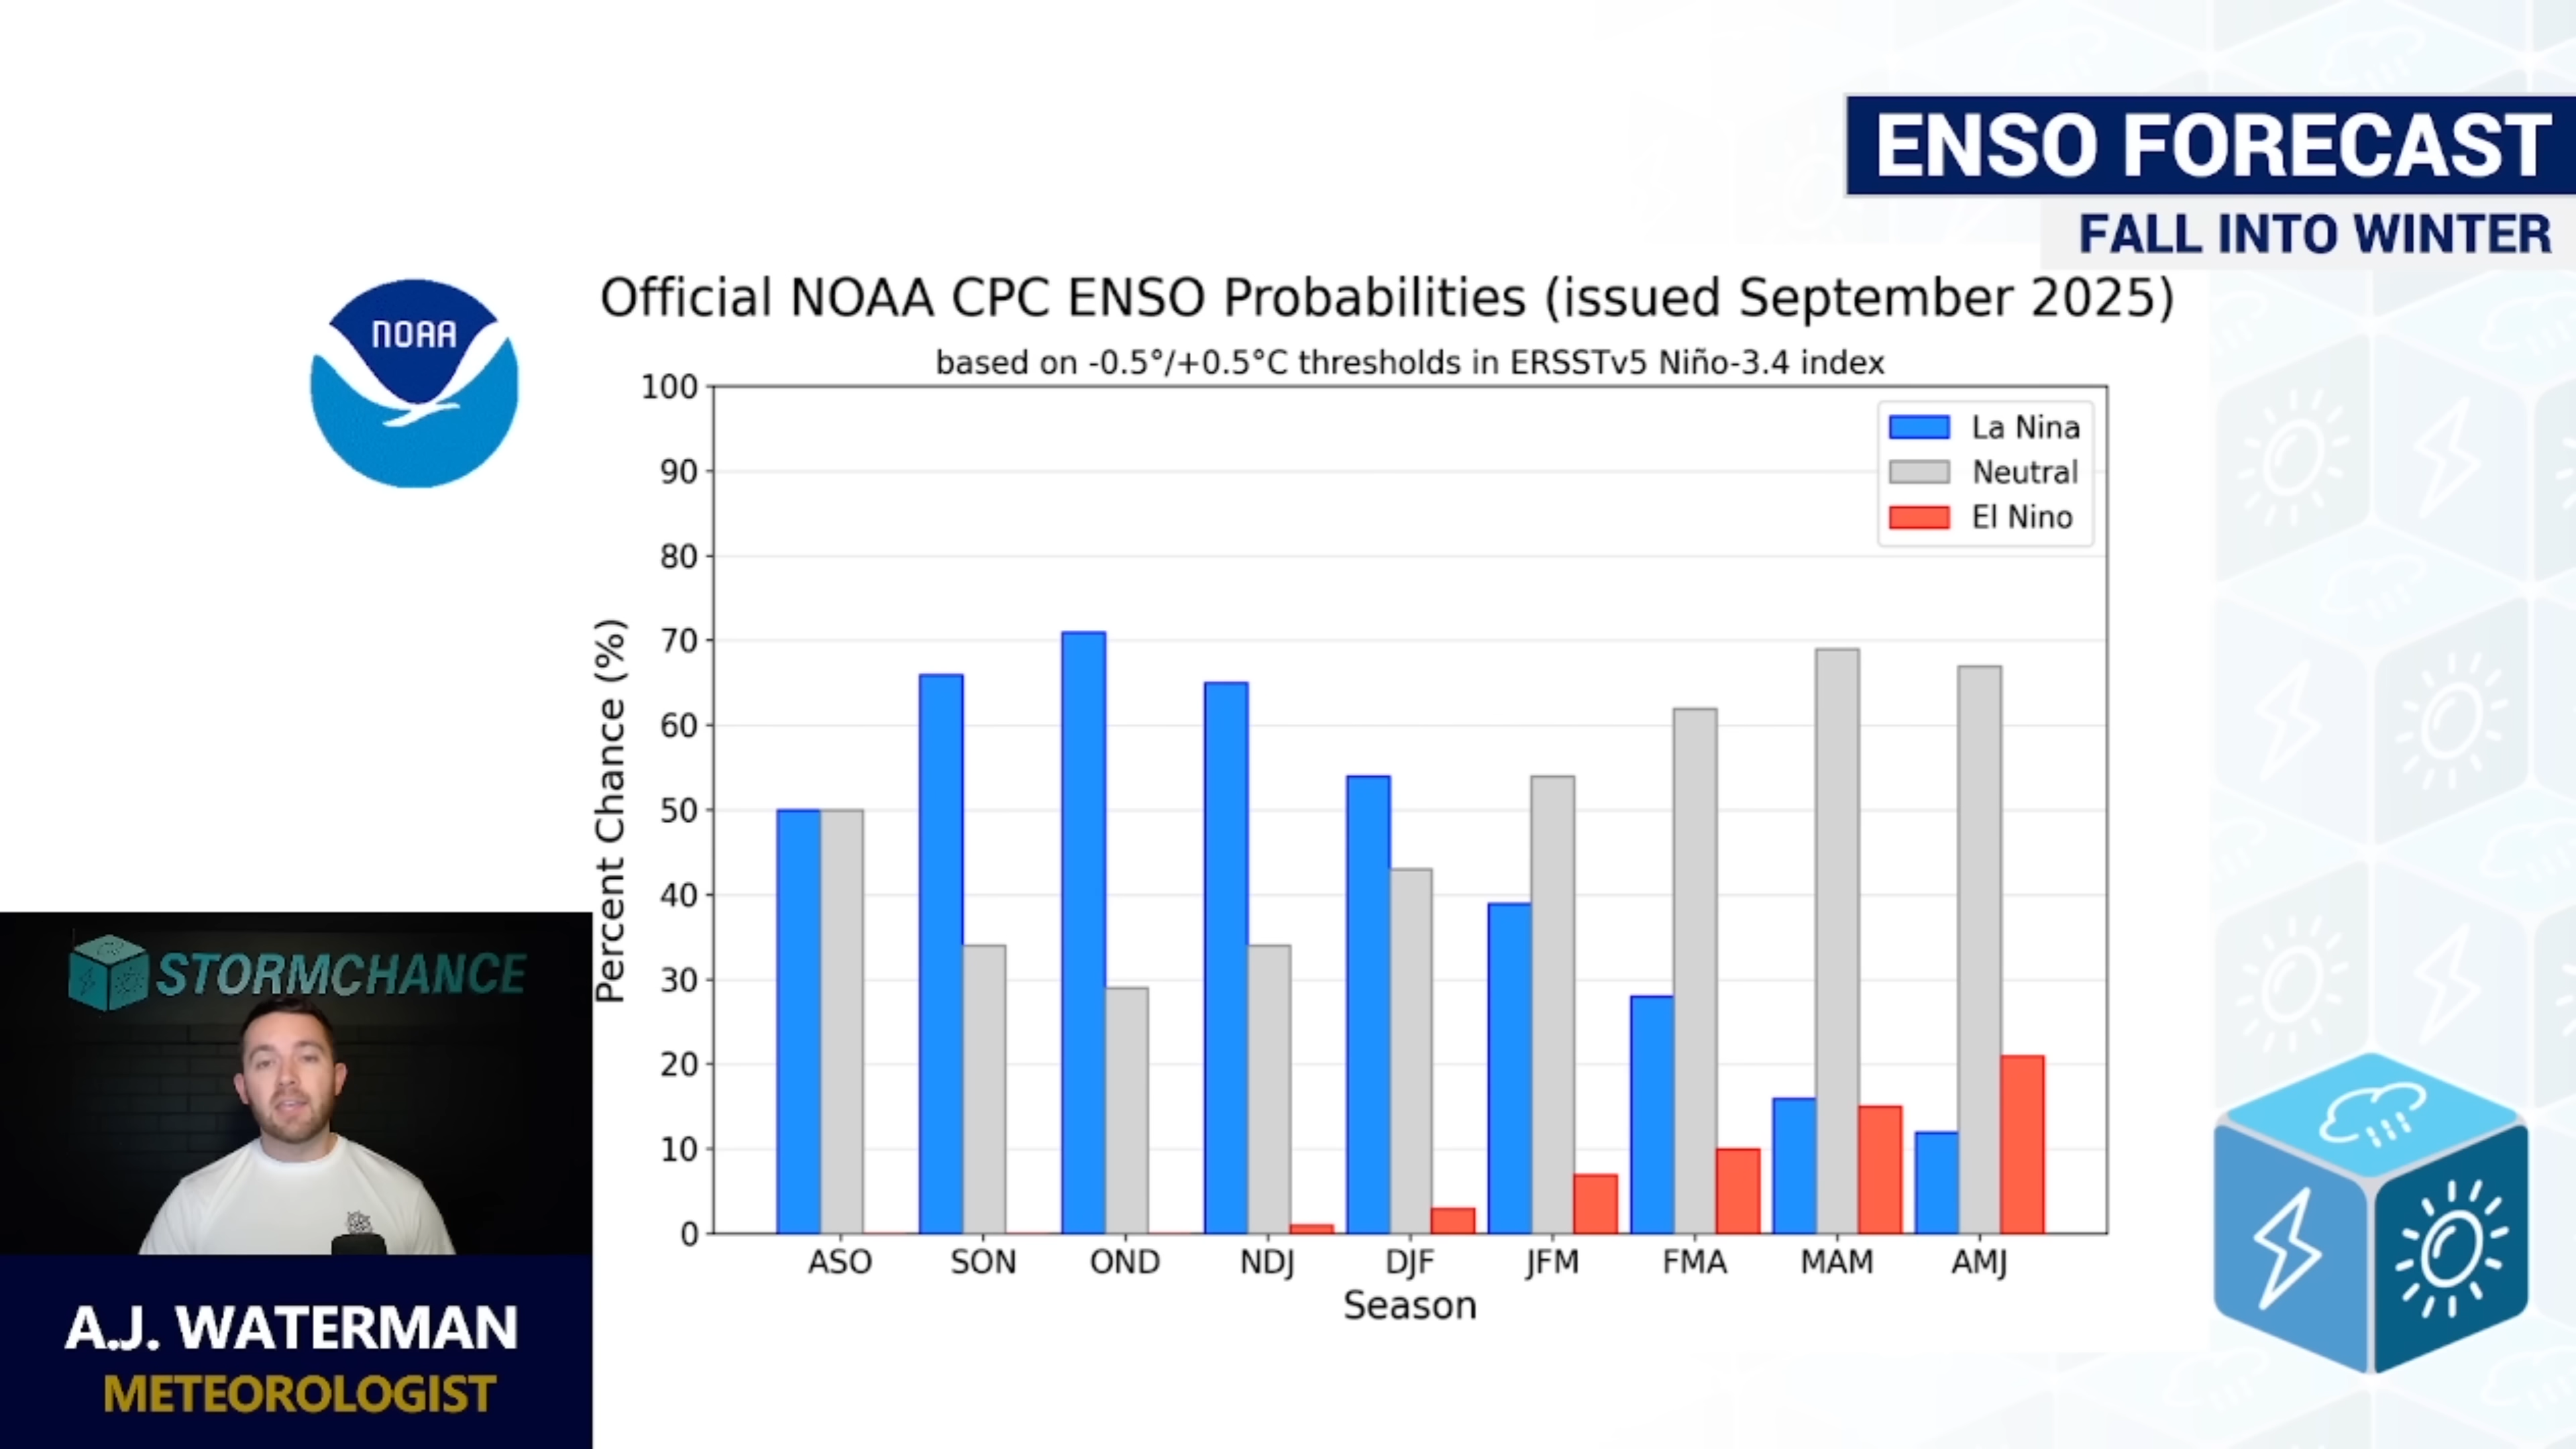 ENSO FORECAST
FALL INTO WINTER
NOAA
Official NOAA CPC ENSO Probabilities (issued September 2025)
based on -0.5°/+0.5°C thresholds in ERSSTv5 Niño-3.4 index
La Nina
Neutral
El Nino
Percent Chance (%)
100
90
80
70
60
50
40
30
20
10
0
ASO SON OND NDJ DJF JFM FMA MAM AMJ
Season
STORMCHANCE
A.J. WATERMAN
METEOROLOGIST